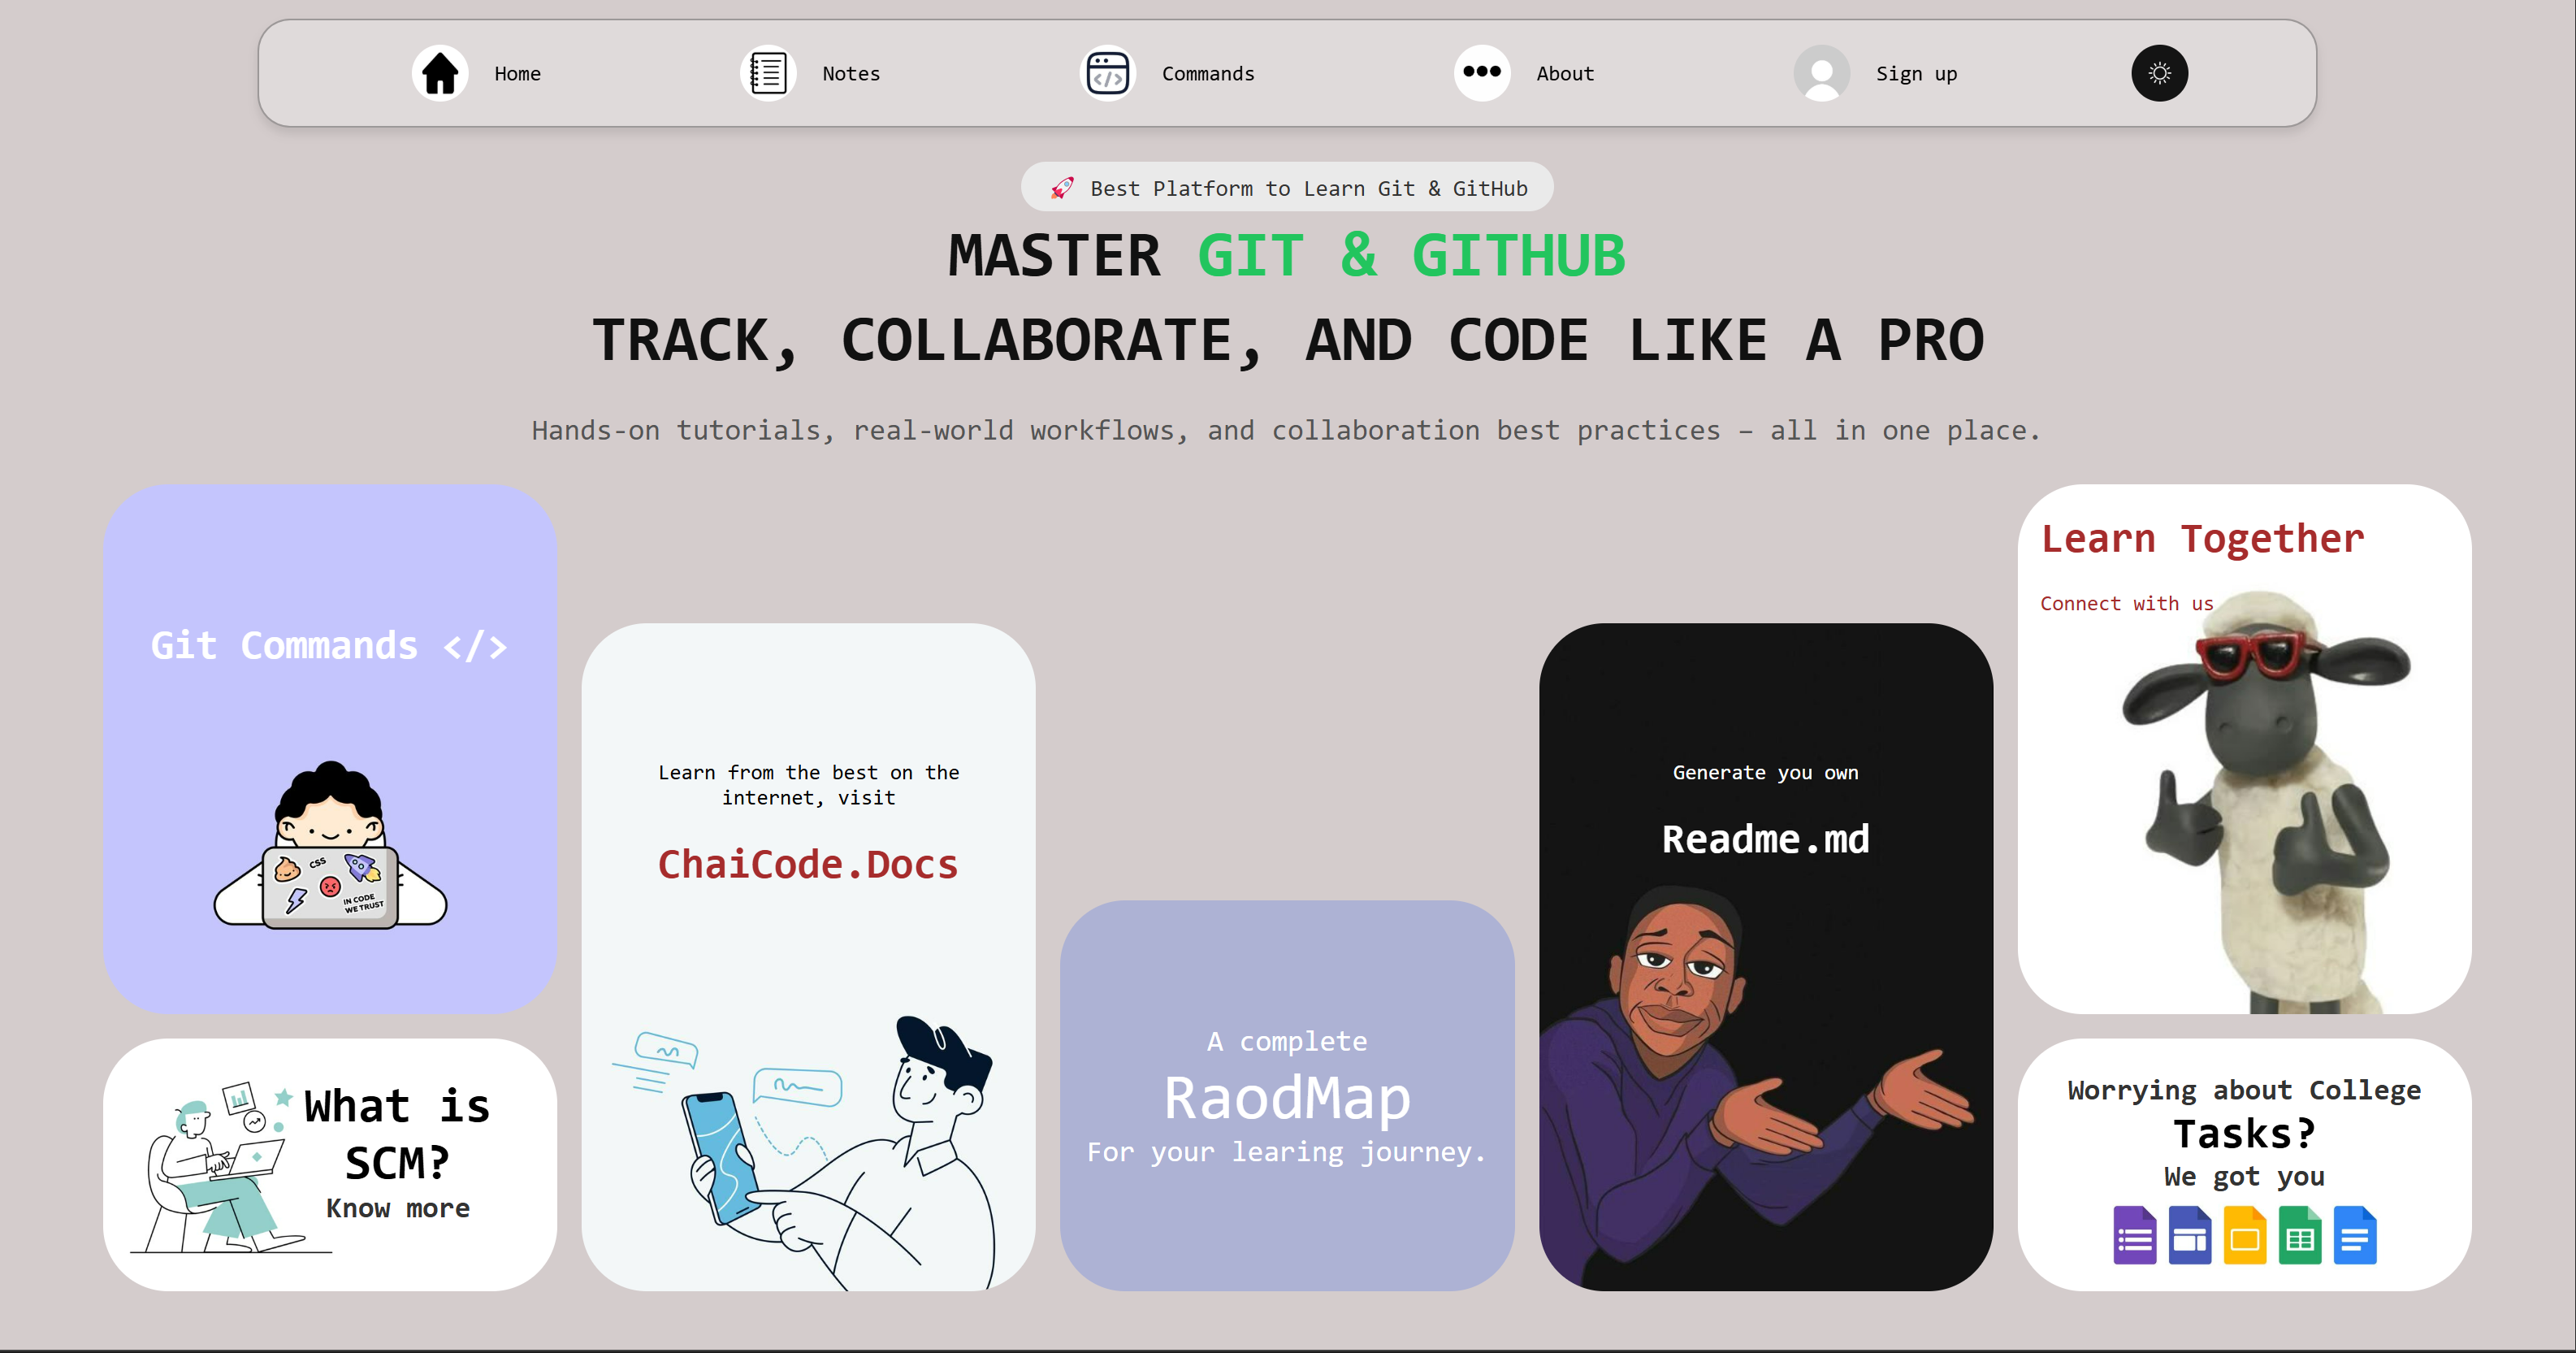 Home
Notes
Commands
About
Sign up
🚀 Best Platform to Learn Git & GitHub
MASTER GIT & GITHUB
TRACK, COLLABORATE, AND CODE LIKE A PRO
Hands-on tutorials, real-world workflows, and collaboration best practices – all in one place.
Git Commands </>
CSS
IN CODE
WE TRUST
What is
SCM?
Know more
Learn from the best on the
internet, visit
ChaiCode.Docs
A complete
RaodMap
For your learing journey.
Generate you own
Readme.md
Learn Together
Connect with us
Worrying about College
Tasks?
We got you